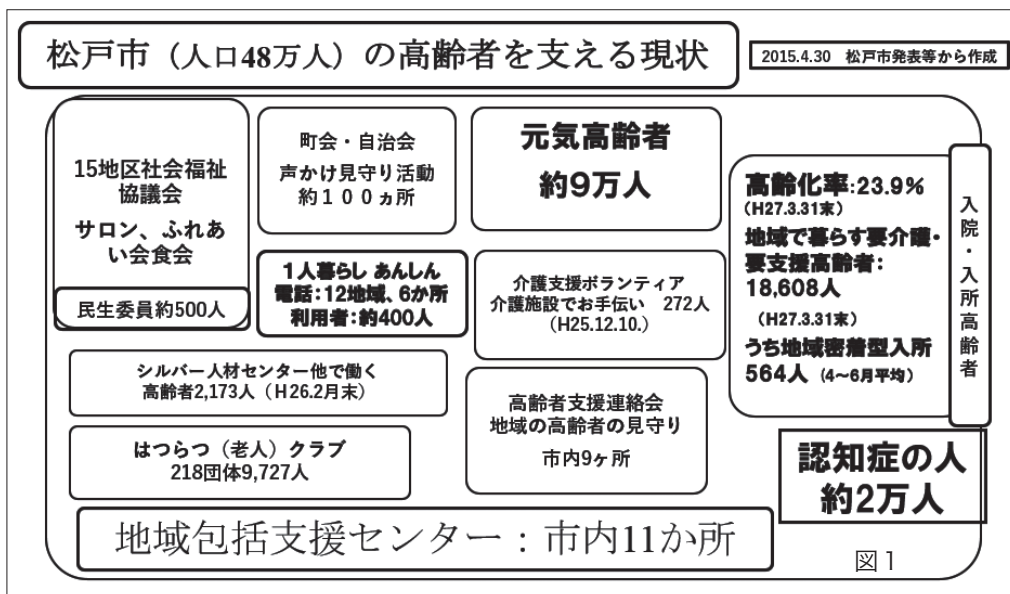 松戸市（人口48万人）の高齢者を支える現状
2015.4.30　松戸市発表等から作成
15地区社会福祉
協議会
サロン、ふれあ
い会食会
民生委員約500人
町会・自治会
声かけ見守り活動
約１００ヵ所
元気高齢者
約9万人
１人暮らし あんしん
電話：12地域、6か所
利用者：約400人
介護支援ボランティア
介護施設でお手伝い　272人
（H25.12.10.）
高齢化率:23.9%
（H27.3.31末）
地域で暮らす要介護・
要支援高齢者：
18,608人
（H27.3.31末）
うち地域密着型入所
564人（4～6月平均）
入院・入所高齢者
シルバー人材センター他で働く
高齢者2,173人（Ｈ26.2月末）
高齢者支援連絡会
地域の高齢者の見守り
市内9ヶ所
はつらつ（老人）クラブ
218団体9,727人
認知症の人
約2万人
地域包括支援センター：市内11か所
図１